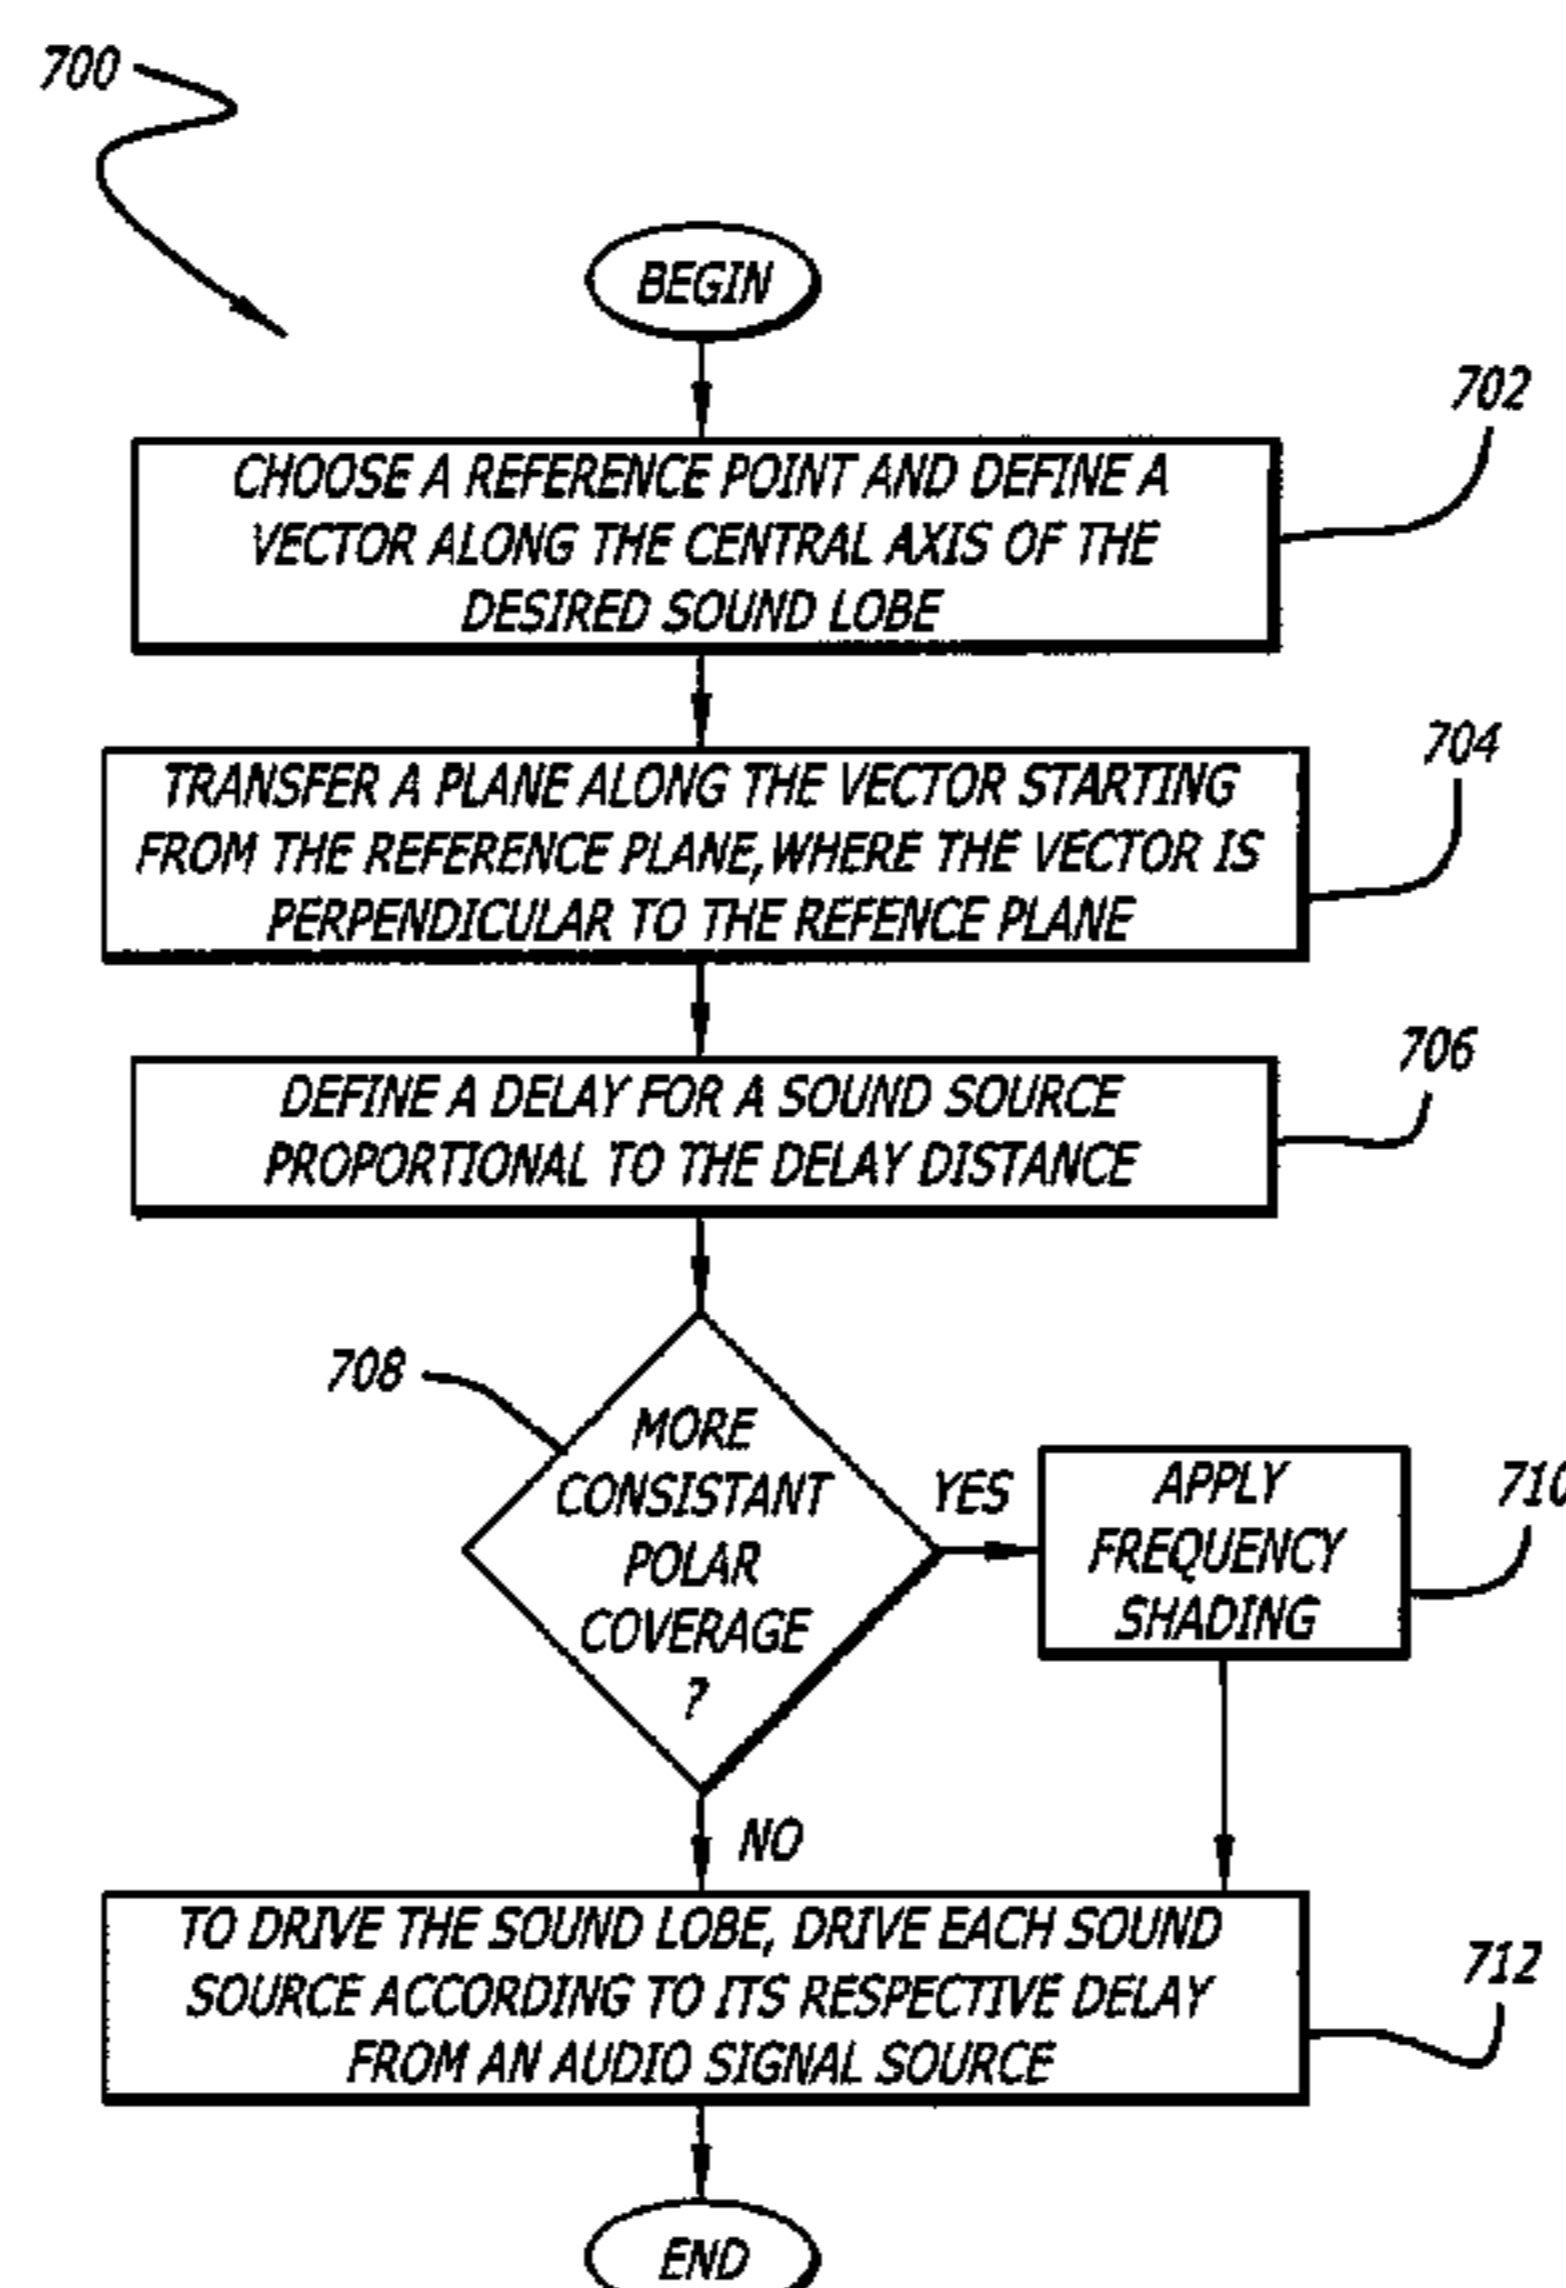 700
BEGIN
702
CHOOSE A REFERENCE POINT AND DEFINE A
VECTOR ALONG THE CENTRAL AXIS OF THE
DESIRED SOUND LOBE
704
TRANSFER A PLANE ALONG THE VECTOR STARTING
FROM THE REFERENCE PLANE, WHERE THE VECTOR IS
PERPENDICULAR TO THE REFENCE PLANE
706
DEFINE A DELAY FOR A SOUND SOURCE
PROPORTIONAL TO THE DELAY DISTANCE
708
MORE
CONSISTANT
POLAR
COVERAGE
?
YES
APPLY
FREQUENCY
SHADING
710
NO
TO DRIVE THE SOUND LOBE, DRIVE EACH SOUND
SOURCE ACCORDING TO ITS RESPECTIVE DELAY
FROM AN AUDIO SIGNAL SOURCE
712
END